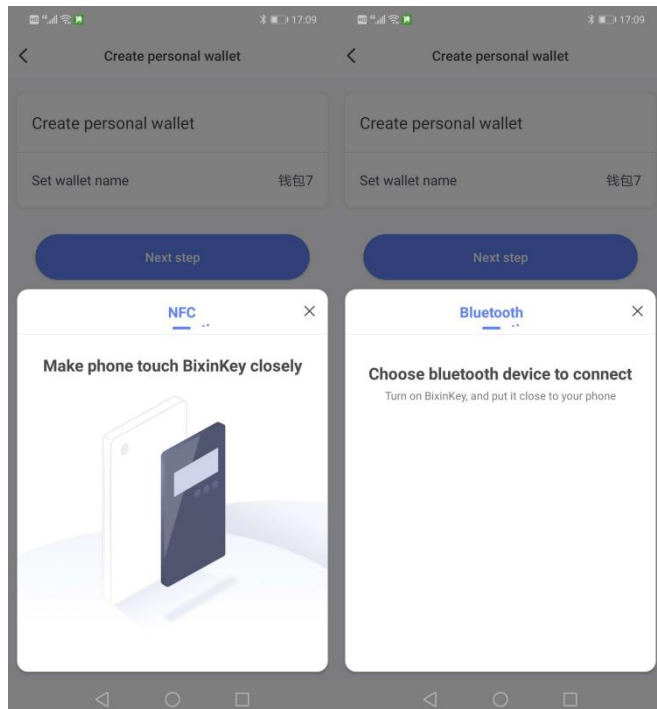 17:09
Create personal wallet
Create personal wallet
Set wallet name 钱包7
Next step
NFC
Make phone touch BixinKey closely
17:09
Create personal wallet
Create personal wallet
Set wallet name 钱包7
Next step
Bluetooth
Choose bluetooth device to connect
Turn on BixinKey, and put it close to your phone